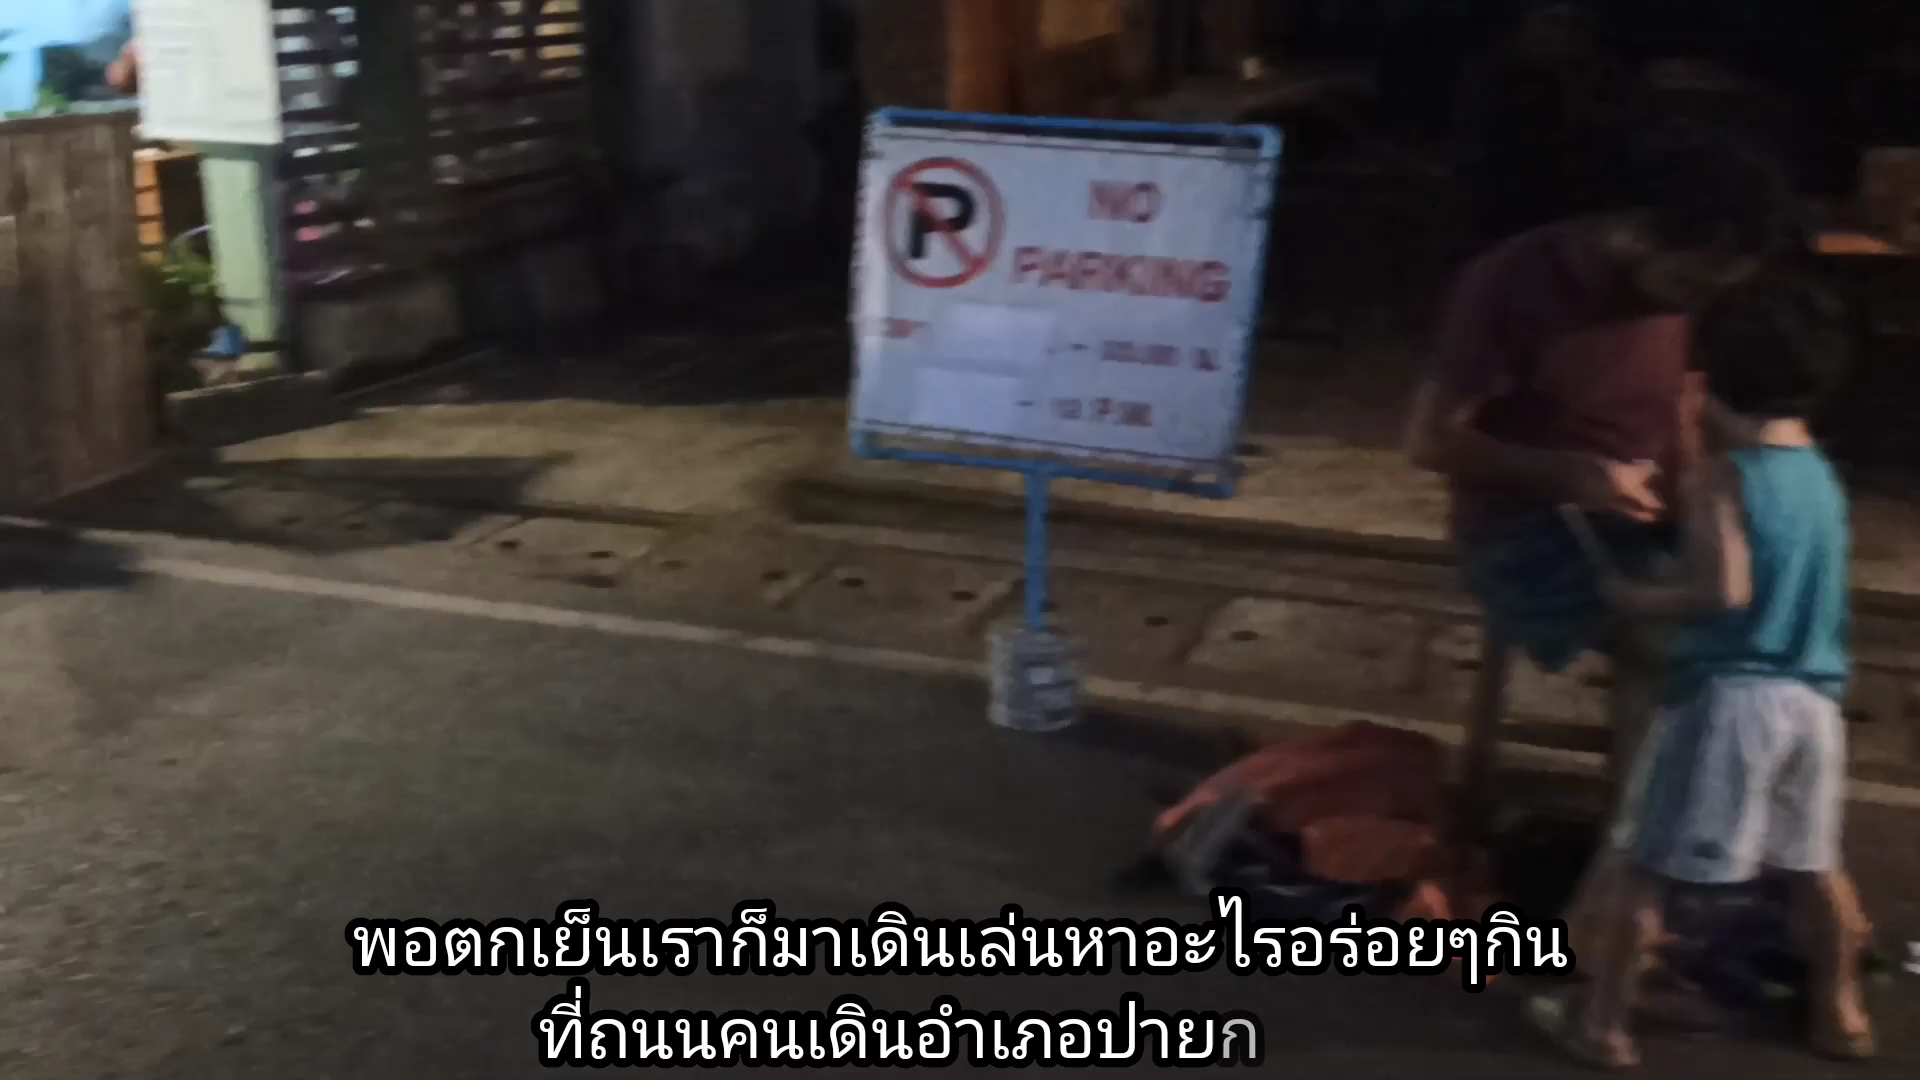 NO
PARKING
พอตกเย็นเราก็มาเดินเล่นหาอะไรอร่อยๆกิน
ที่ถนนคนเดินอำเภอปายก